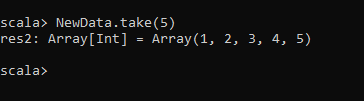 scala> NewData.take(5)
res2: Array[Int] = Array(1, 2, 3, 4, 5)
scala>